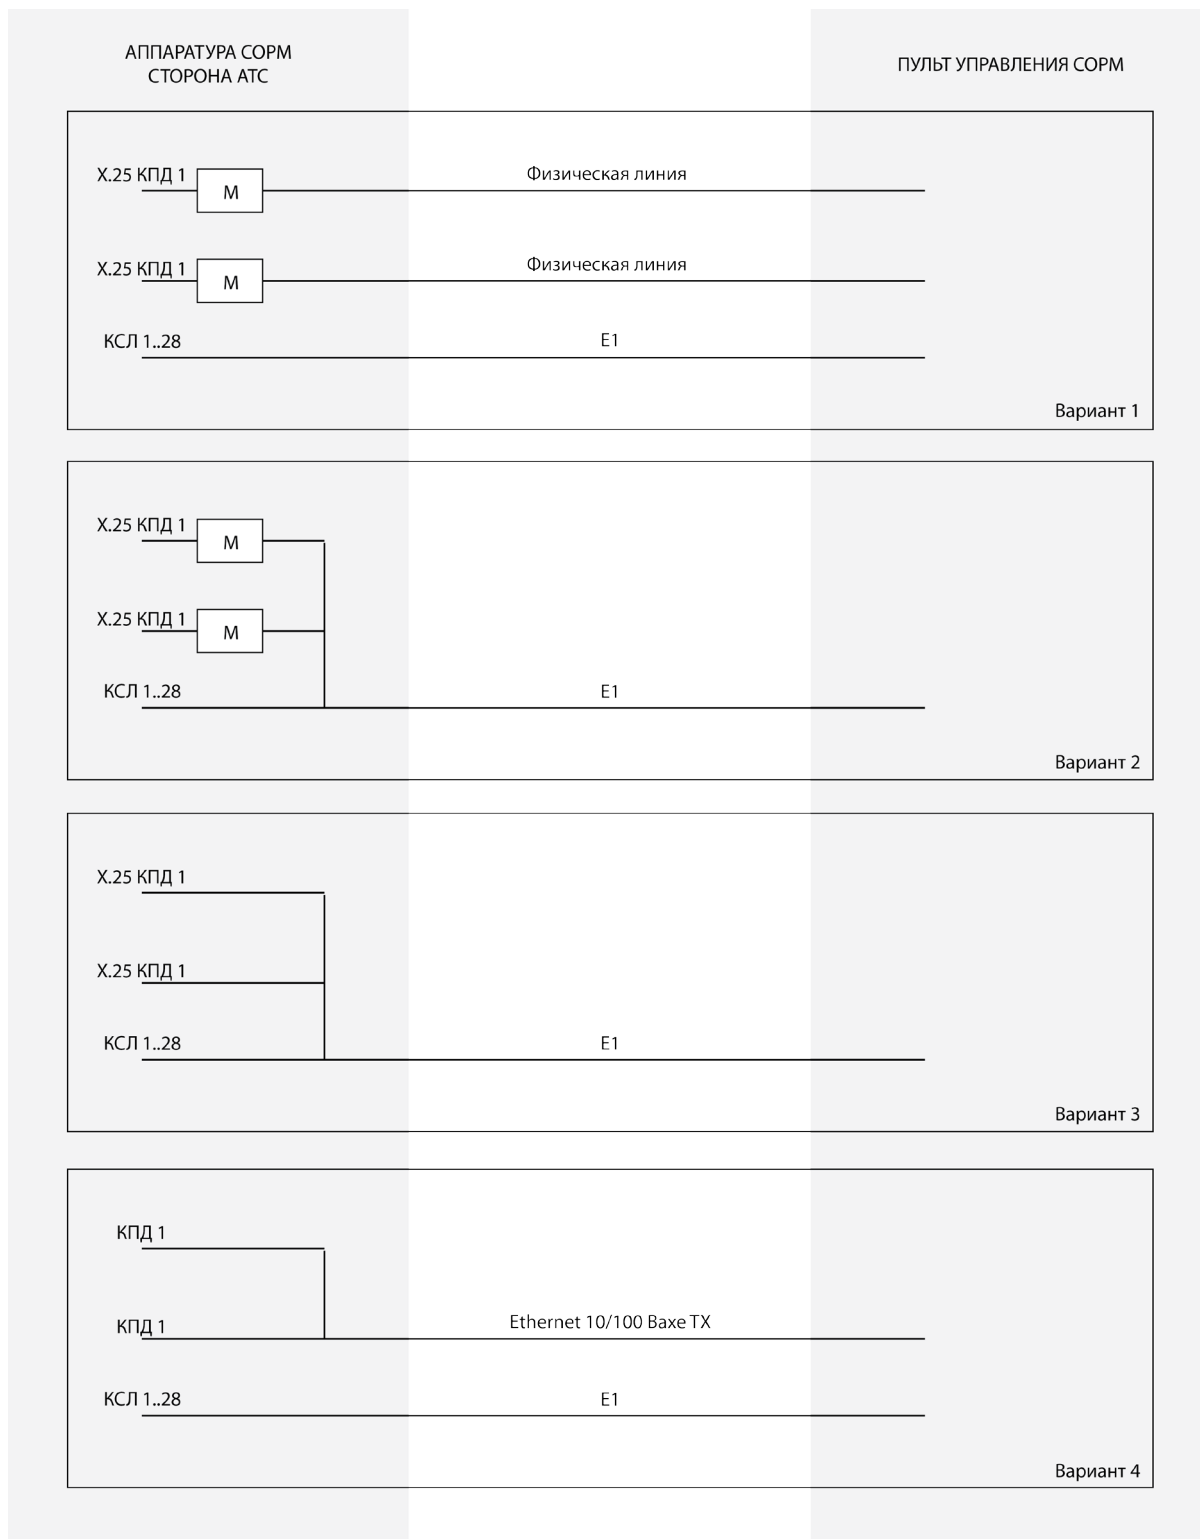 АППАРАТУРА СОРМ
СТОРОНА АТС
ПУЛЬТ УПРАВЛЕНИЯ СОРМ
X.25 КПД 1
М
Физическая линия
X.25 КПД 1
М
Физическая линия
КСЛ 1..28
E1
Вариант 1
X.25 КПД 1
М
X.25 КПД 1
М
КСЛ 1..28
E1
Вариант 2
X.25 КПД 1
X.25 КПД 1
КСЛ 1..28
E1
Вариант 3
КПД 1
КПД 1
Ethernet 10/100 Baxe TX
КСЛ 1..28
E1
Вариант 4